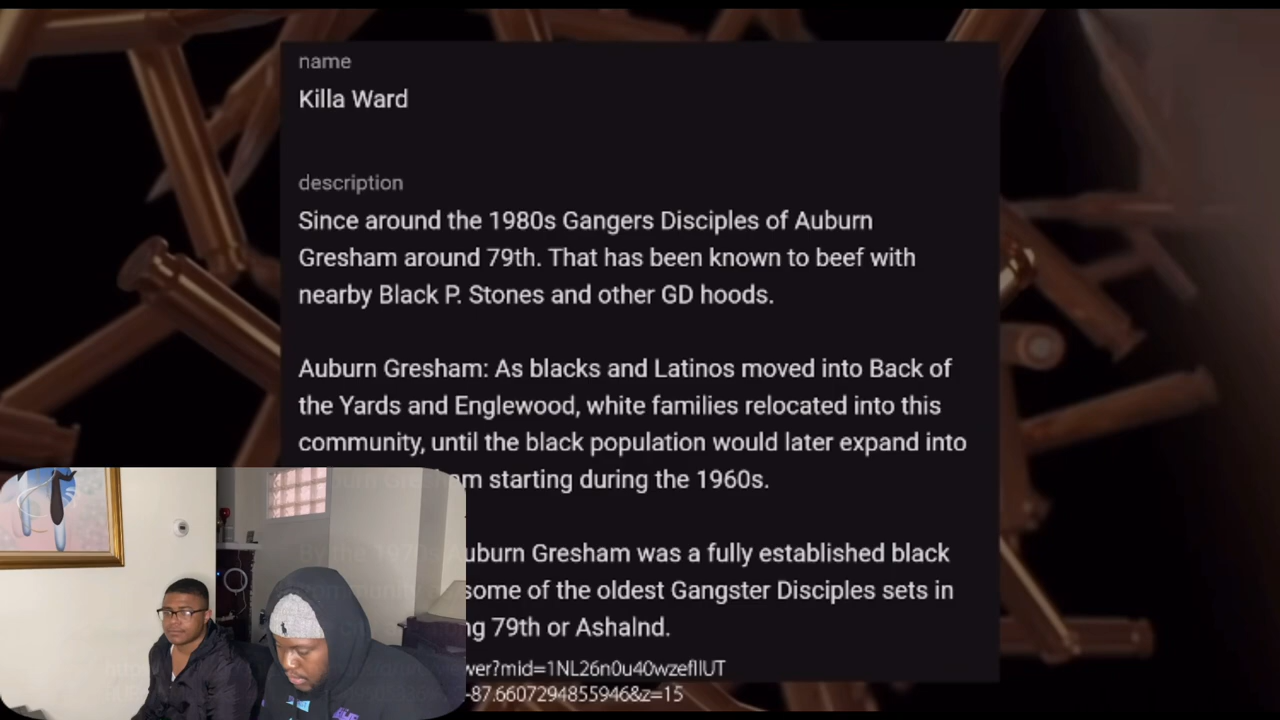 name
Killa Ward
description
Since around the 1980s Gangers Disciples of Auburn
Gresham around 79th. That has been known to beef with
nearby Black P. Stones and other GD hoods.
Auburn Gresham: As blacks and Latinos moved into Back of
the Yards and Englewood, white families relocated into this
community, until the black population would later expand into
starting during the 1960s.
Auburn Gresham was a fully established black
some of the oldest Gangster Disciples sets in
79th or Ashalnd.
wer?mid=1NL26n0u40wzeflIUT
-87.6607294855946&z=15